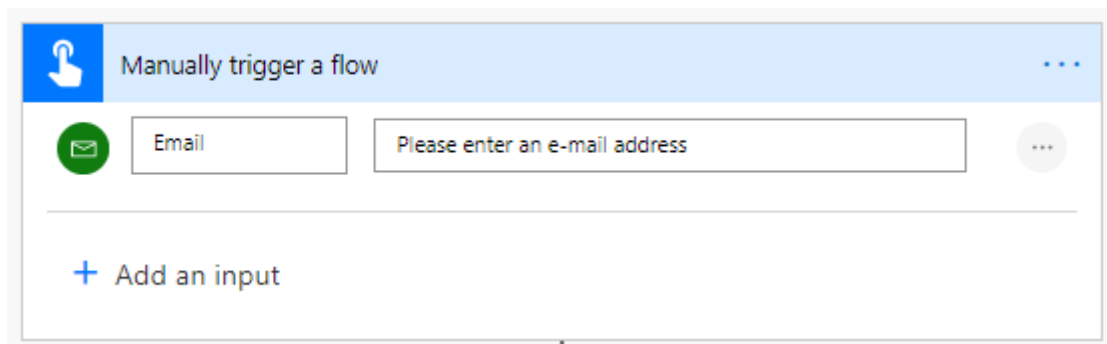 Manually trigger a flow
Email
Please enter an e-mail address
Add an input